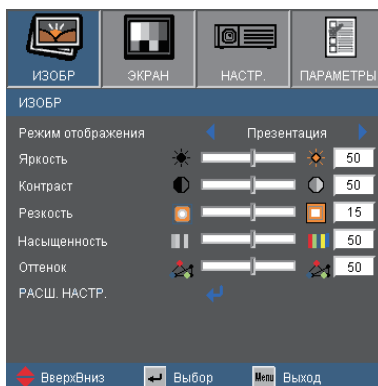 ИЗОБР ЭКРАН НАСТР. ПАРАМЕТРЫ
ИЗОБР
Режим отображения Презентация
Яркость 50
Контраст 50
Резкость 15
Насыщенность 50
Оттенок 50
РАСШ. НАСТР.
ВверхВниз Выбор Menu Выход